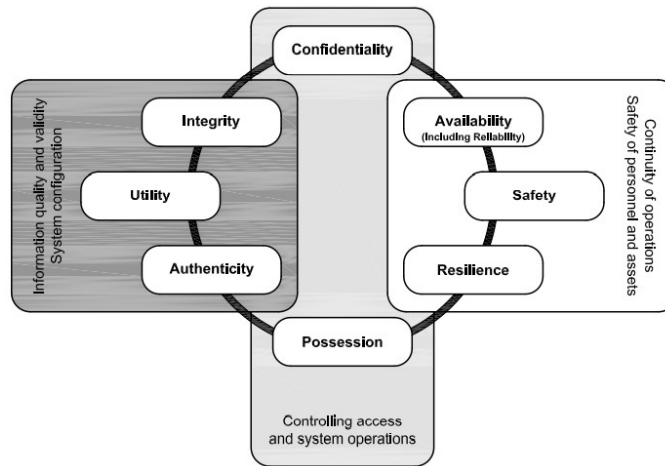 Confidentiality
Information quality and validity
System configuration
Integrity
Utility
Authenticity
Availability
(Including Reliability)
Safety
Resilience
Continuity of operations
Safety of personnel and assets
Possession
Controlling access
and system operations